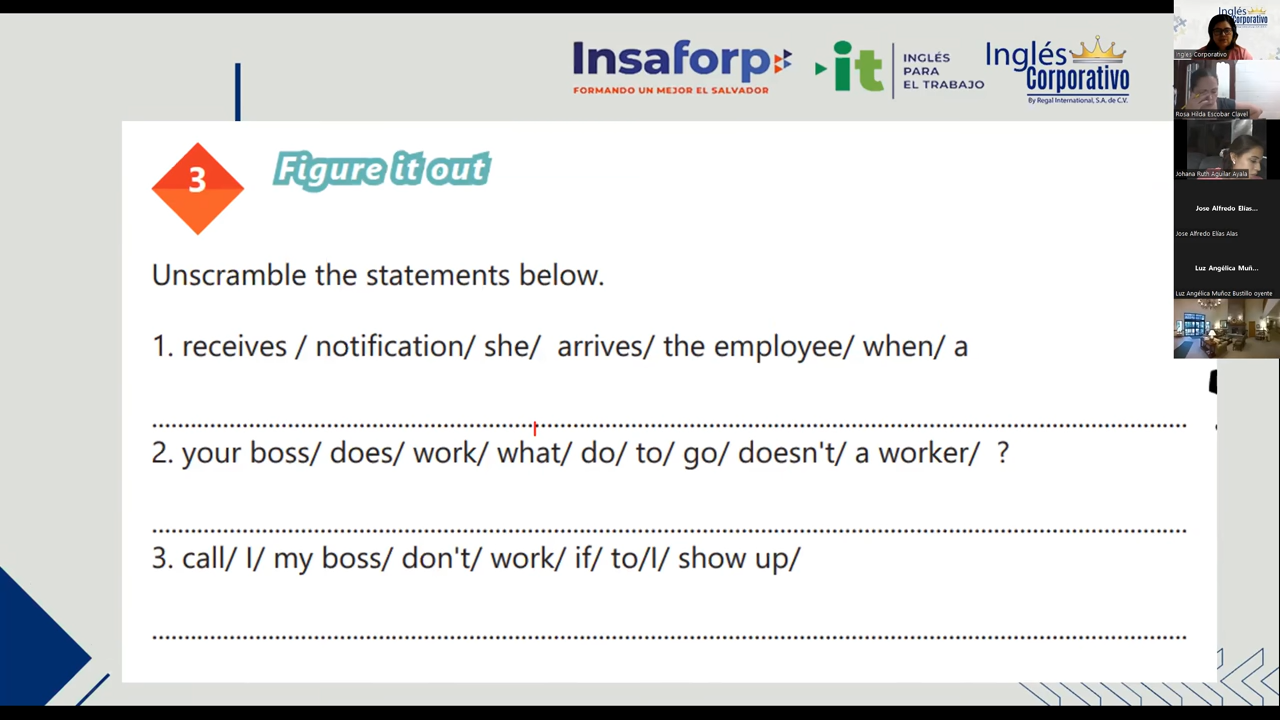 Insaforp
FORMANDO UN MEJOR EL SALVADOR
it
INGLÉS
PARA
EL TRABAJO
Inglés
Corporativo
By Regal International, S.A. de C.V.
3
Figure it out
Unscramble the statements below.
1. receives / notification/ she/ arrives/ the employee/ when/ a
2. your boss/ does/ work/ what/ do/ to/ go/ doesn't/ a worker/ ?
3. call/ I/ my boss/ don't/ work/ if/ to/I/ show up/
Inglés
Corporativo
Inglés Corporativo
Rosa Hilda Escobar Clavel
Johana Ruth Aguilar Ayala
Jose Alfredo Elías...
Jose Alfredo Elías Alas
Luz Angélica Muñ...
Luz Angélica Muñoz Bustillo oyente